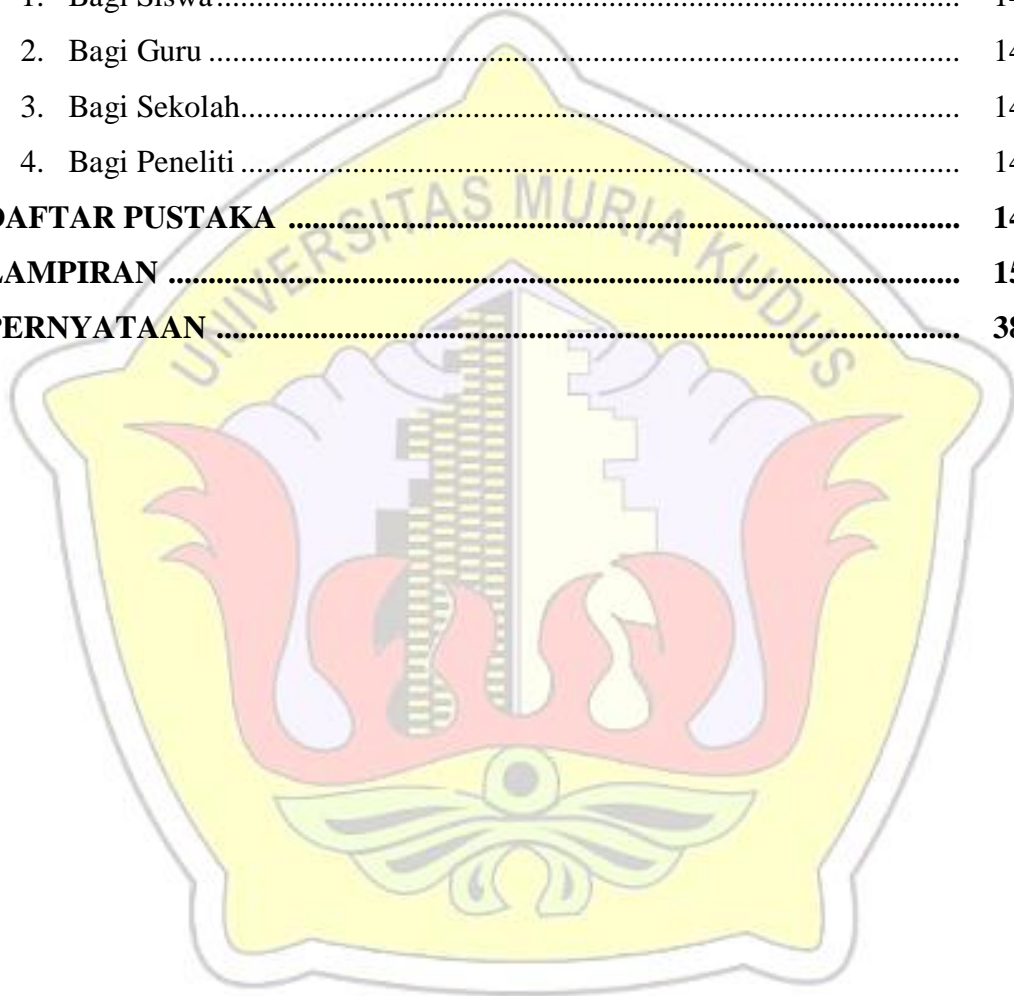 1. Bagi Siswa ........................................................................ 14
2. Bagi Guru ........................................................................ 14
3. Bagi Sekolah ........................................................................ 14
4. Bagi Peneliti ........................................................................ 14
DAFTAR PUSTAKA ........................................................................ 14
LAMPIRAN ........................................................................ 15
PERNYATAAN ........................................................................ 38
UNIVERSITAS MURIA KUDUS